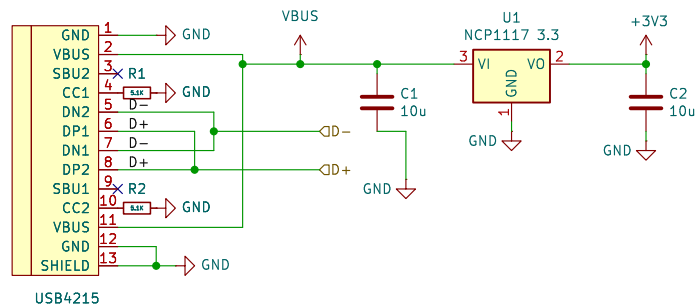 VBUS
U1
NCP1117 3.3
+3V3
GND 1 GND
VBUS 2
3 VI VO 2
GND
1
SBU2 3 R1
CC1 4 5.1K GND
C1
10u
C2
10u
DN2 5 D-
DP1 6 D+
D-
GND
GND
DN1 7 D-
DP2 8 D+
D+
SBU1 9 R2
GND
CC2 10 5.1K GND
VBUS 11
GND 12
SHIELD 13 GND
USB4215